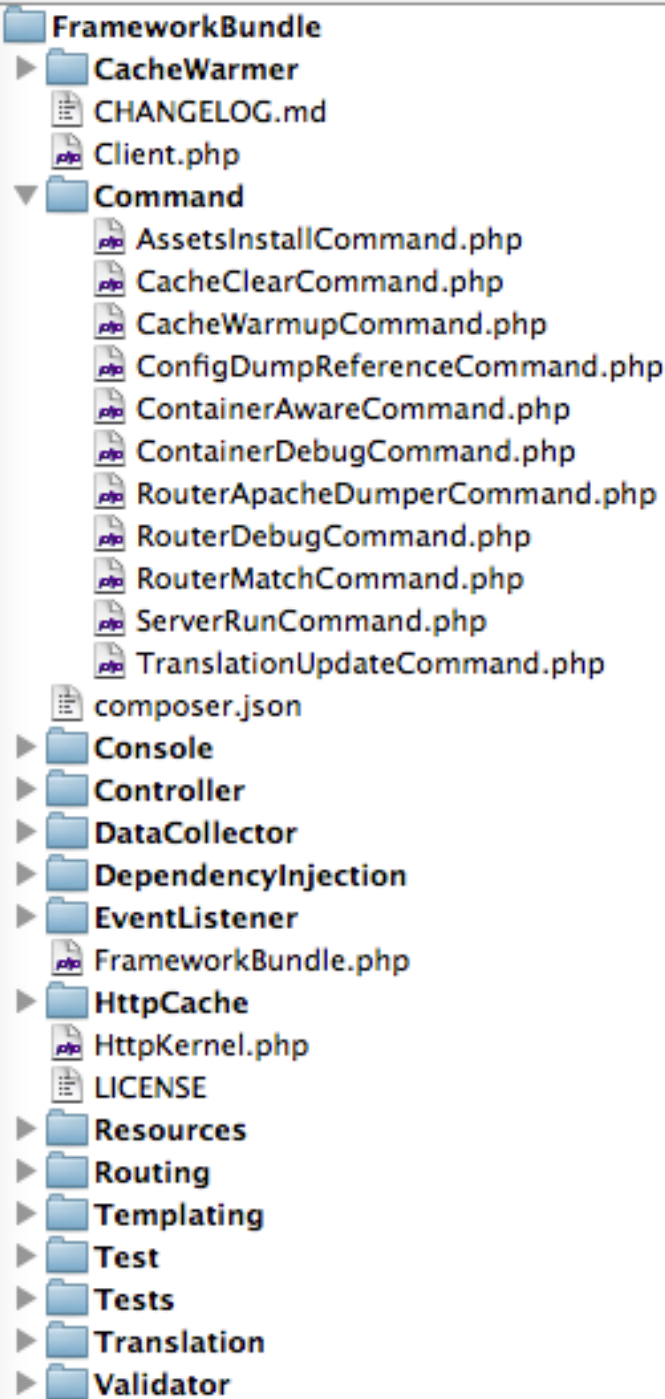 FrameworkBundle
CacheWarmer
CHANGELOG.md
Client.php
Command
AssetsInstallCommand.php
CacheClearCommand.php
CacheWarmupCommand.php
ConfigDumpReferenceCommand.php
ContainerAwareCommand.php
ContainerDebugCommand.php
RouterApacheDumperCommand.php
RouterDebugCommand.php
RouterMatchCommand.php
ServerRunCommand.php
TranslationUpdateCommand.php
composer.json
Console
Controller
DataCollector
DependencyInjection
EventListener
FrameworkBundle.php
HttpCache
HttpKernel.php
LICENSE
Resources
Routing
Templating
Test
Tests
Translation
Validator